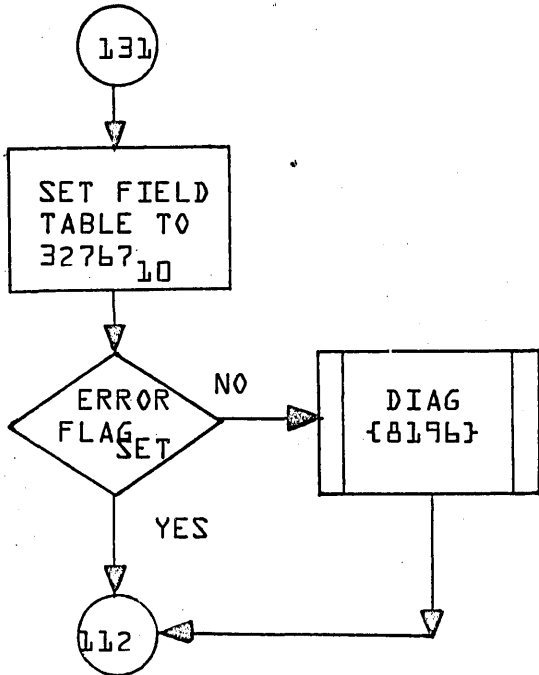 131
SET FIELD
TABLE TO
32767₁₀
ERROR
FLAG SET
NO
DIAG
{8196}
YES
112